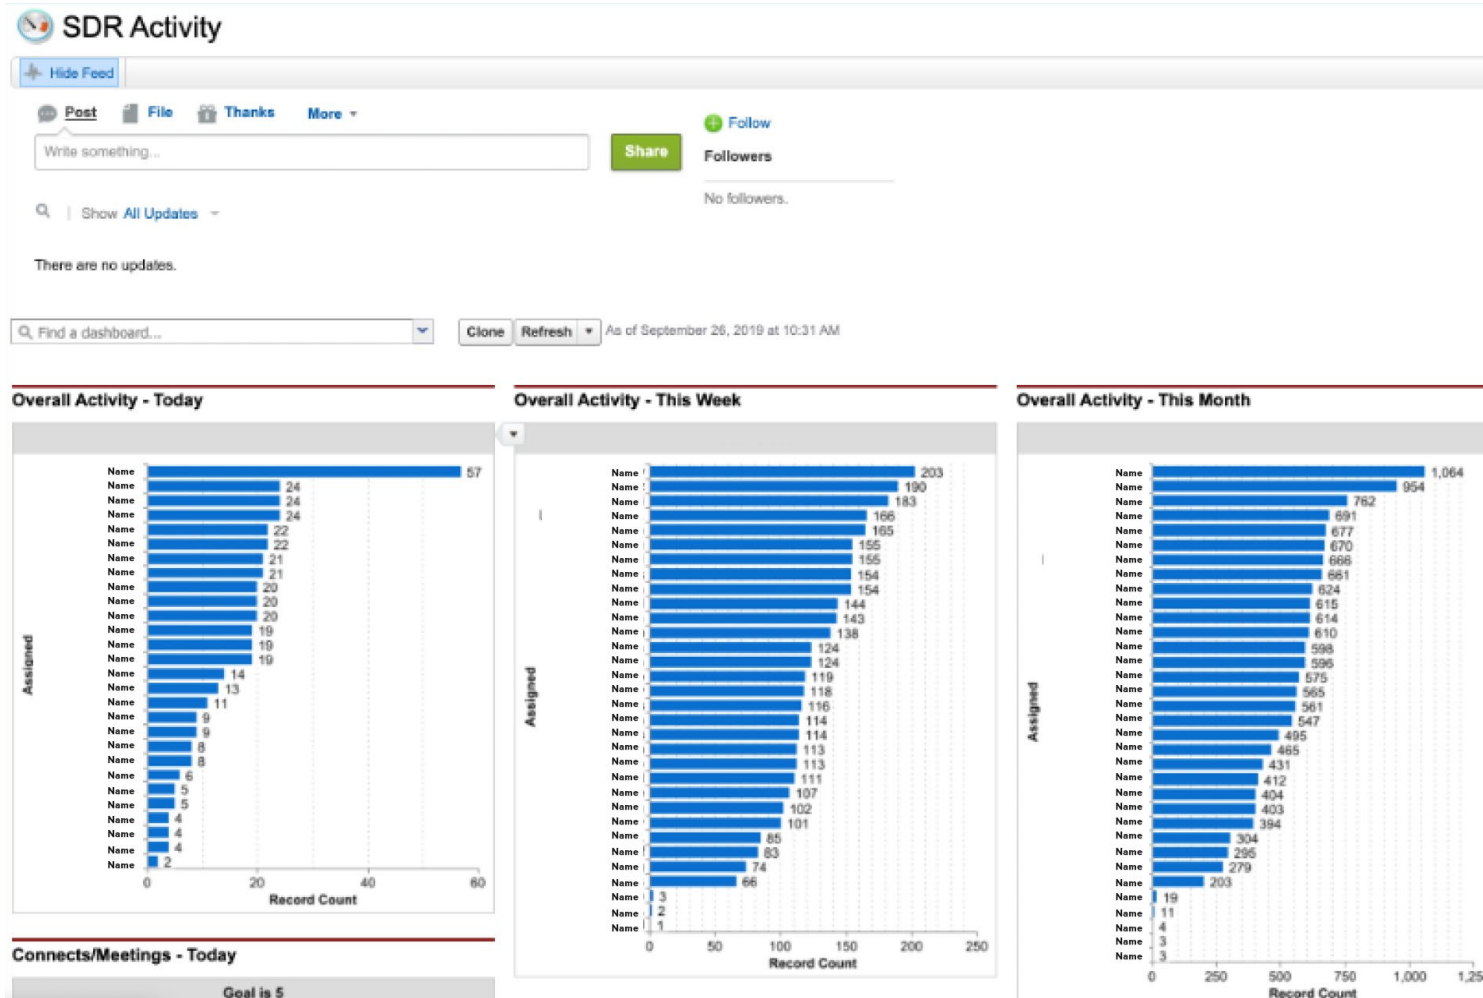 SDR Activity
Hide Feed
Post File Thanks More
Write something...
Share
Follow
Followers
No followers.
Show All Updates
There are no updates.
Find a dashboard...
Clone Refresh As of September 26, 2019 at 10:31 AM
Overall Activity - Today
Assigned
Name 57
Name 24
Name 24
Name 24
Name 22
Name 22
Name 21
Name 21
Name 20
Name 20
Name 20
Name 19
Name 19
Name 19
Name 14
Name 13
Name 11
Name 9
Name 9
Name 8
Name 8
Name 6
Name 5
Name 5
Name 4
Name 4
Name 4
Name 2
0 20 40 60
Record Count
Connects/Meetings - Today
Goal is 5
Overall Activity - This Week
Assigned
Name 203
Name 190
Name 183
Name 166
Name 165
Name 155
Name 155
Name 154
Name 154
Name 144
Name 143
Name 138
Name 124
Name 124
Name 119
Name 118
Name 116
Name 114
Name 114
Name 113
Name 113
Name 111
Name 107
Name 102
Name 101
Name 85
Name 83
Name 74
Name 66
Name 3
Name 2
Name 1
0 50 100 150 200 250
Record Count
Overall Activity - This Month
Assigned
Name 1,064
Name 954
Name 762
Name 691
Name 677
Name 670
Name 666
Name 661
Name 624
Name 615
Name 614
Name 610
Name 598
Name 596
Name 575
Name 565
Name 561
Name 547
Name 495
Name 465
Name 431
Name 412
Name 404
Name 403
Name 394
Name 304
Name 295
Name 279
Name 203
Name 19
Name 11
Name 4
Name 3
Name 3
0 250 500 750 1,000 1,25
Record Count